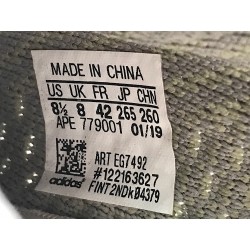 MADE IN CHINA
US UK FR JP CHN
8½ 8 42 265 260
APE 779001 01/19
ART EG7492
#122163627
adidas FINT2NDk04379